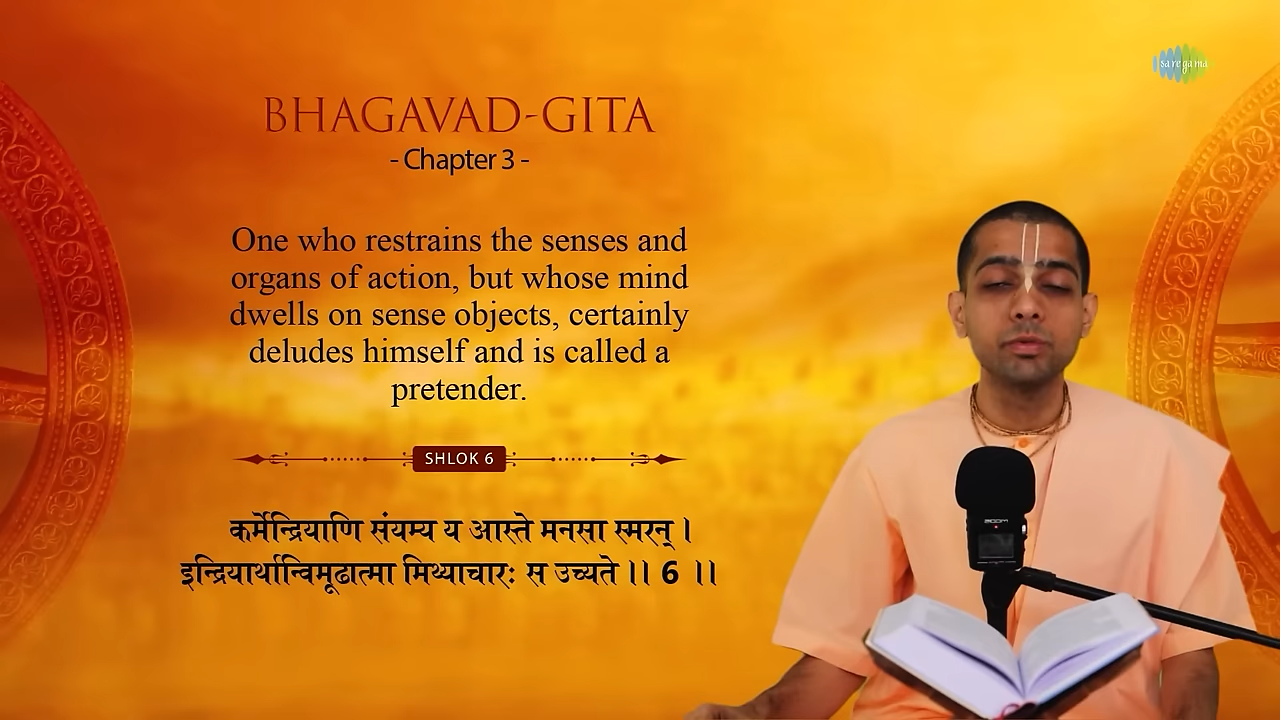 saregama
BHAGAVAD-GITA
- Chapter 3 -
One who restrains the senses and
organs of action, but whose mind
dwells on sense objects, certainly
deludes himself and is called a
pretender.
SHLOK 6
कर्मेन्द्रियाणि संयम्य य आस्ते मनसा स्मरन् ।
इन्द्रियार्थान्विमूढात्मा मिथ्याचारः स उच्यते ।। 6 ।।
zoom